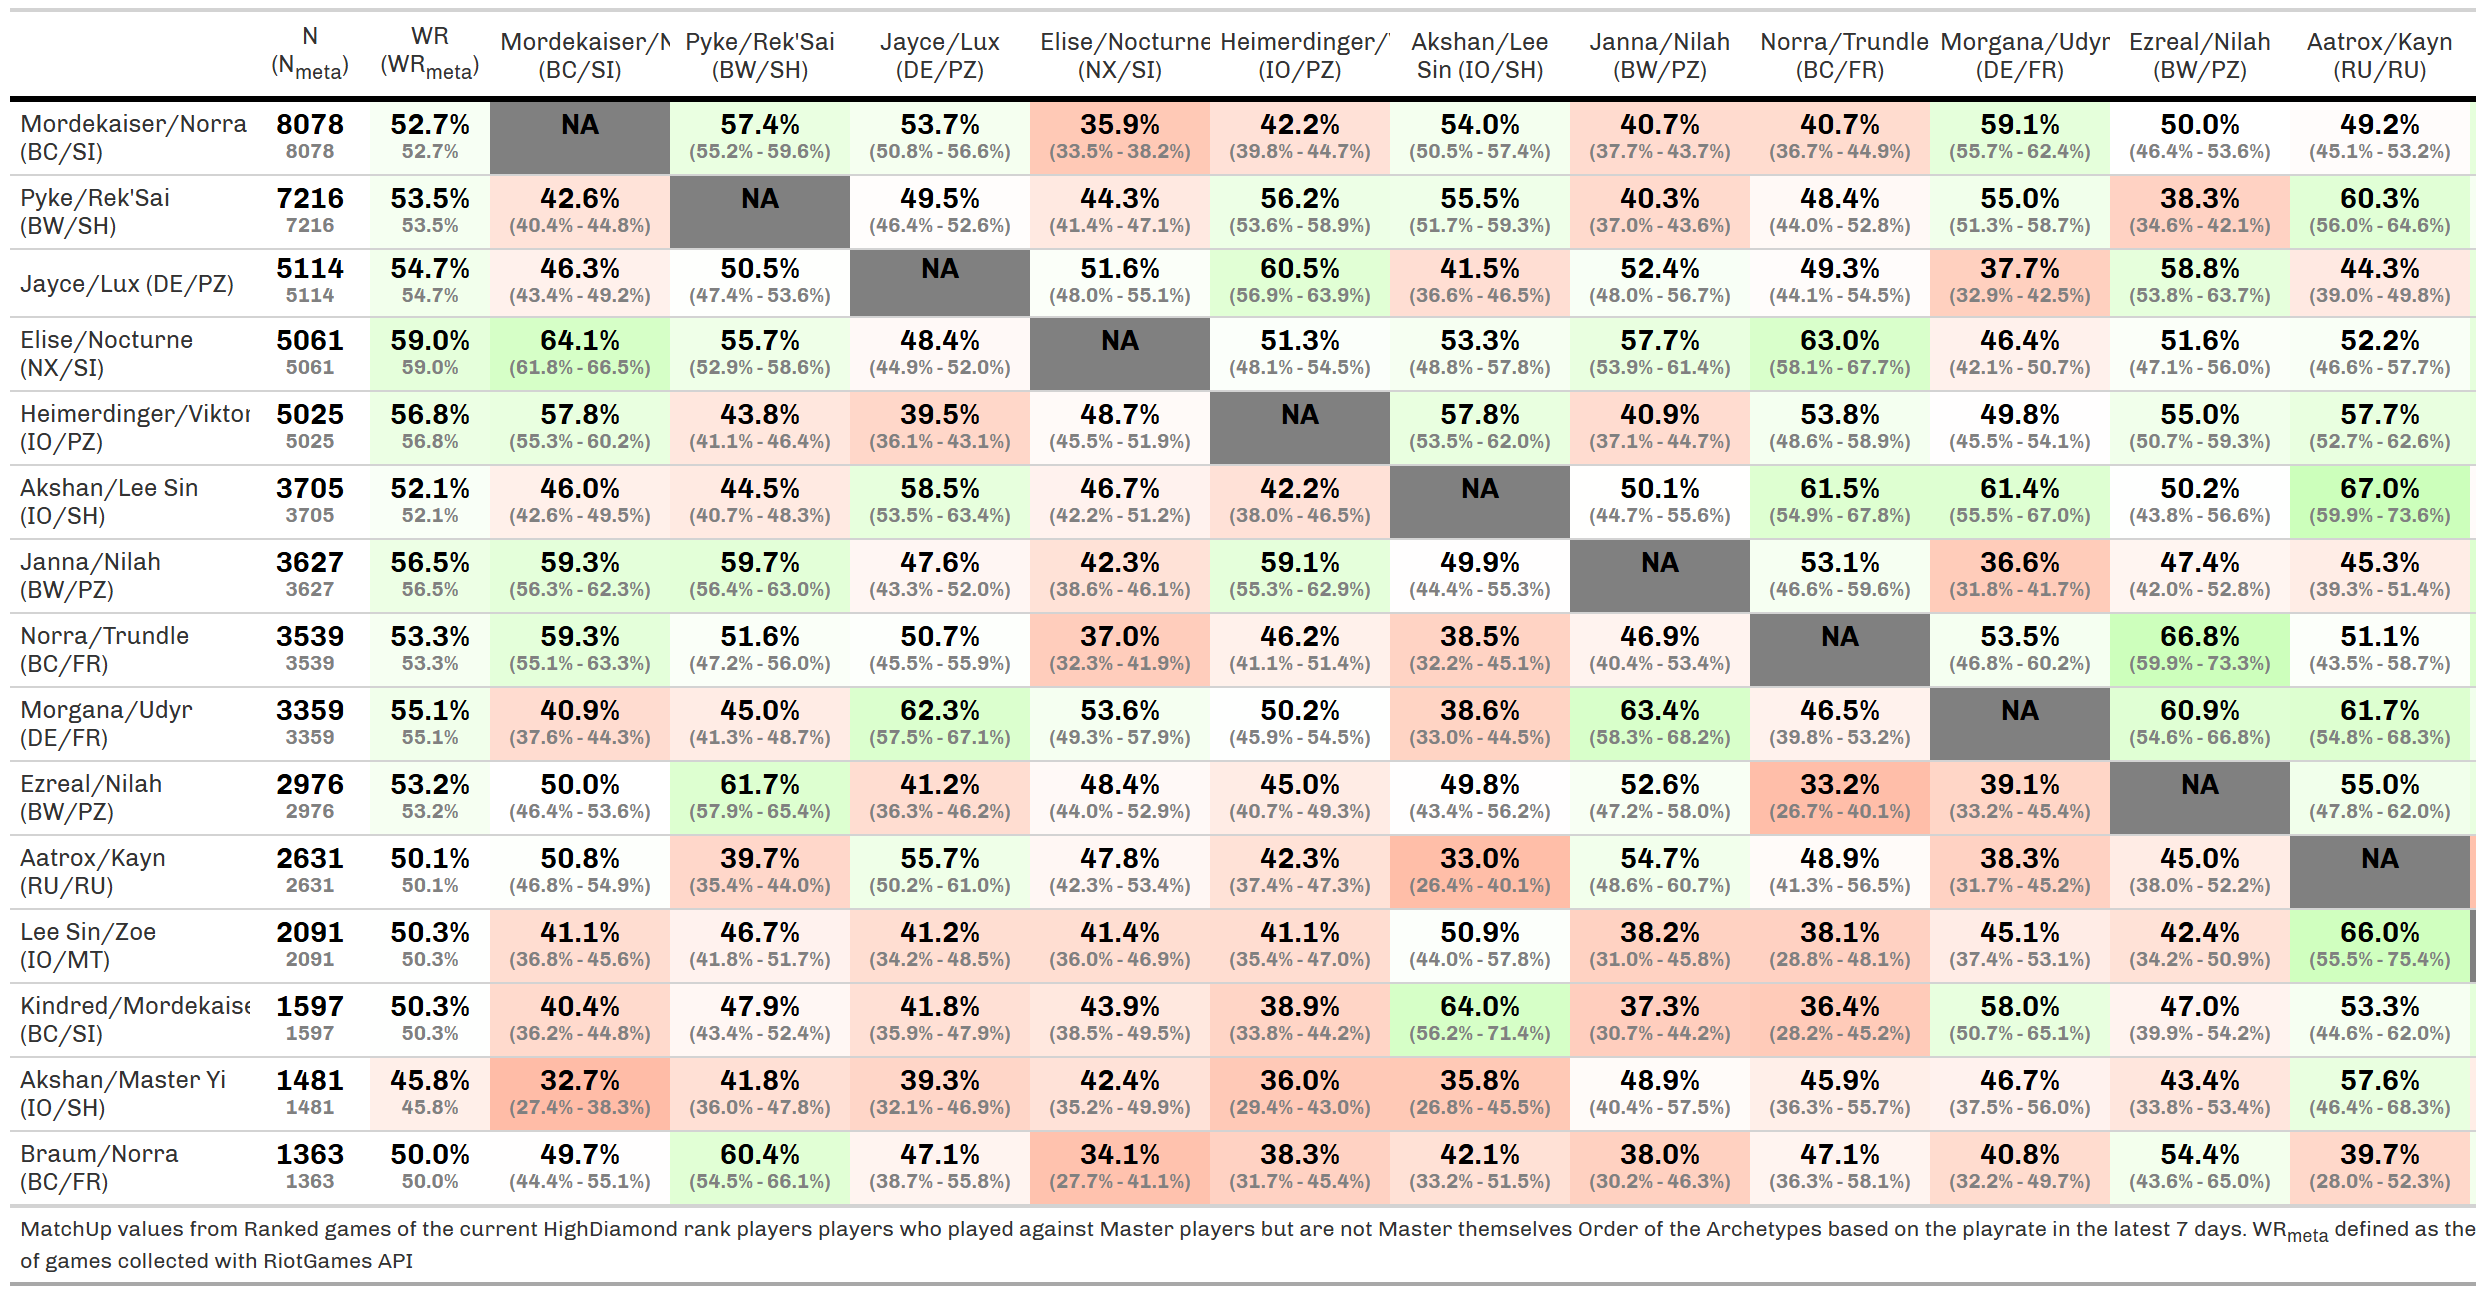 N WR Mordekaiser/N Pyke/Rek'Sai Jayce/Lux Elise/Nocturne Heimerdinger/ Akshan/Lee Janna/Nilah Norra/Trundle Morgana/Udyr Ezreal/Nilah Aatrox/Kayn
(Nmeta) (WRmeta) (BC/SI) (BW/SH) (DE/PZ) (NX/SI) (IO/PZ) Sin (IO/SH) (BW/PZ) (BC/FR) (DE/FR) (BW/PZ) (RU/RU)
Mordekaiser/Norra 8078 52.7% NA 57.4% 53.7% 35.9% 42.2% 54.0% 40.7% 40.7% 59.1% 50.0% 49.2%
(BC/SI) 8078 52.7% (55.2% - 59.6%) (50.8% - 56.6%) (33.5% - 38.2%) (39.8% - 44.7%) (50.5% - 57.4%) (37.7% - 43.7%) (36.7% - 44.9%) (55.7% - 62.4%) (46.4% - 53.6%) (45.1% - 53.2%)
Pyke/Rek'Sai 7216 53.5% 42.6% NA 49.5% 44.3% 56.2% 55.5% 40.3% 48.4% 55.0% 38.3% 60.3%
(BW/SH) 7216 53.5% (40.4% - 44.8%) (46.4% - 52.6%) (41.4% - 47.1%) (53.6% - 58.9%) (51.7% - 59.3%) (37.0% - 43.6%) (44.0% - 52.8%) (51.3% - 58.7%) (34.6% - 42.1%) (56.0% - 64.6%)
Jayce/Lux (DE/PZ) 5114 54.7% 46.3% 50.5% NA 51.6% 60.5% 41.5% 52.4% 49.3% 37.7% 58.8% 44.3%
5114 54.7% (43.4% - 49.2%) (47.4% - 53.6%) (48.0% - 55.1%) (56.9% - 63.9%) (36.6% - 46.5%) (48.0% - 56.7%) (44.1% - 54.5%) (32.9% - 42.5%) (53.8% - 63.7%) (39.0% - 49.8%)
Elise/Nocturne 5061 59.0% 64.1% 55.7% 48.4% NA 51.3% 53.3% 57.7% 63.0% 46.4% 51.6% 52.2%
(NX/SI) 5061 59.0% (61.8% - 66.5%) (52.9% - 58.6%) (44.9% - 52.0%) (48.1% - 54.5%) (48.8% - 57.8%) (53.9% - 61.4%) (58.1% - 67.7%) (42.1% - 50.7%) (47.1% - 56.0%) (46.6% - 57.7%)
Heimerdinger/Viktor 5025 56.8% 57.8% 43.8% 39.5% 48.7% NA 57.8% 40.9% 53.8% 49.8% 55.0% 57.7%
(IO/PZ) 5025 56.8% (55.3% - 60.2%) (41.1% - 46.4%) (36.1% - 43.1%) (45.5% - 51.9%) (53.5% - 62.0%) (37.1% - 44.7%) (48.6% - 58.9%) (45.5% - 54.1%) (50.7% - 59.3%) (52.7% - 62.6%)
Akshan/Lee Sin 3705 52.1% 46.0% 44.5% 58.5% 46.7% 42.2% NA 50.1% 61.5% 61.4% 50.2% 67.0%
(IO/SH) 3705 52.1% (42.6% - 49.5%) (40.7% - 48.3%) (53.5% - 63.4%) (42.2% - 51.2%) (38.0% - 46.5%) (44.7% - 55.6%) (54.9% - 67.8%) (55.5% - 67.0%) (43.8% - 56.6%) (59.9% - 73.6%)
Janna/Nilah 3627 56.5% 59.3% 59.7% 47.6% 42.3% 59.1% 49.9% NA 53.1% 36.6% 47.4% 45.3%
(BW/PZ) 3627 56.5% (56.3% - 62.3%) (56.4% - 63.0%) (43.3% - 52.0%) (38.6% - 46.1%) (55.3% - 62.9%) (44.4% - 55.3%) (46.6% - 59.6%) (31.8% - 41.7%) (42.0% - 52.8%) (39.3% - 51.4%)
Norra/Trundle 3539 53.3% 59.3% 51.6% 50.7% 37.0% 46.2% 38.5% 46.9% NA 53.5% 66.8% 51.1%
(BC/FR) 3539 53.3% (55.1% - 63.3%) (47.2% - 56.0%) (45.5% - 55.9%) (32.3% - 41.9%) (41.1% - 51.4%) (32.2% - 45.1%) (40.4% - 53.4%) (46.8% - 60.2%) (59.9% - 73.3%) (43.5% - 58.7%)
Morgana/Udyr 3359 55.1% 40.9% 45.0% 62.3% 53.6% 50.2% 38.6% 63.4% 46.5% NA 60.9% 61.7%
(DE/FR) 3359 55.1% (37.6% - 44.3%) (41.3% - 48.7%) (57.5% - 67.1%) (49.3% - 57.9%) (45.9% - 54.5%) (33.0% - 44.5%) (58.3% - 68.2%) (39.8% - 53.2%) (54.6% - 66.8%) (54.8% - 68.3%)
Ezreal/Nilah 2976 53.2% 50.0% 61.7% 41.2% 48.4% 45.0% 49.8% 52.6% 33.2% 39.1% NA 55.0%
(BW/PZ) 2976 53.2% (46.4% - 53.6%) (57.9% - 65.4%) (36.3% - 46.2%) (44.0% - 52.9%) (40.7% - 49.3%) (43.4% - 56.2%) (47.2% - 58.0%) (26.7% - 40.1%) (33.2% - 45.4%) (47.8% - 62.0%)
Aatrox/Kayn 2631 50.1% 50.8% 39.7% 55.7% 47.8% 42.3% 33.0% 54.7% 48.9% 38.3% 45.0% NA
(RU/RU) 2631 50.1% (46.8% - 54.9%) (35.4% - 44.0%) (50.2% - 61.0%) (42.3% - 53.4%) (37.4% - 47.3%) (26.4% - 40.1%) (48.6% - 60.7%) (41.3% - 56.5%) (31.7% - 45.2%) (38.0% - 52.2%)
Lee Sin/Zoe 2091 50.3% 41.1% 46.7% 41.2% 41.4% 41.1% 50.9% 38.2% 38.1% 45.1% 42.4% 66.0%
(IO/MT) 2091 50.3% (36.8% - 45.6%) (41.8% - 51.7%) (34.2% - 48.5%) (36.0% - 46.9%) (35.4% - 47.0%) (44.0% - 57.8%) (31.0% - 45.8%) (28.8% - 48.1%) (37.4% - 53.1%) (34.2% - 50.9%) (55.5% - 75.4%)
Kindred/Mordekaise 1597 50.3% 40.4% 47.9% 41.8% 43.9% 38.9% 64.0% 37.3% 36.4% 58.0% 47.0% 53.3%
(BC/SI) 1597 50.3% (36.2% - 44.8%) (43.4% - 52.4%) (35.9% - 47.9%) (38.5% - 49.5%) (33.8% - 44.2%) (56.2% - 71.4%) (30.7% - 44.2%) (28.2% - 45.2%) (50.7% - 65.1%) (39.9% - 54.2%) (44.6% - 62.0%)
Akshan/Master Yi 1481 45.8% 32.7% 41.8% 39.3% 42.4% 36.0% 35.8% 48.9% 45.9% 46.7% 43.4% 57.6%
(IO/SH) 1481 45.8% (27.4% - 38.3%) (36.0% - 47.8%) (32.1% - 46.9%) (35.2% - 49.9%) (29.4% - 43.0%) (26.8% - 45.5%) (40.4% - 57.5%) (36.3% - 55.7%) (37.5% - 56.0%) (33.8% - 53.4%) (46.4% - 68.3%)
Braum/Norra 1363 50.0% 49.7% 60.4% 47.1% 34.1% 38.3% 42.1% 38.0% 47.1% 40.8% 54.4% 39.7%
(BC/FR) 1363 50.0% (44.4% - 55.1%) (54.5% - 66.1%) (38.7% - 55.8%) (27.7% - 41.1%) (31.7% - 45.4%) (33.2% - 51.5%) (30.2% - 46.3%) (36.3% - 58.1%) (32.2% - 49.7%) (43.6% - 65.0%) (28.0% - 52.3%)
MatchUp values from Ranked games of the current HighDiamond rank players players who played against Master players but are not Master themselves Order of the Archetypes based on the playrate in the latest 7 days. WRmeta defined as the
of games collected with RiotGames API